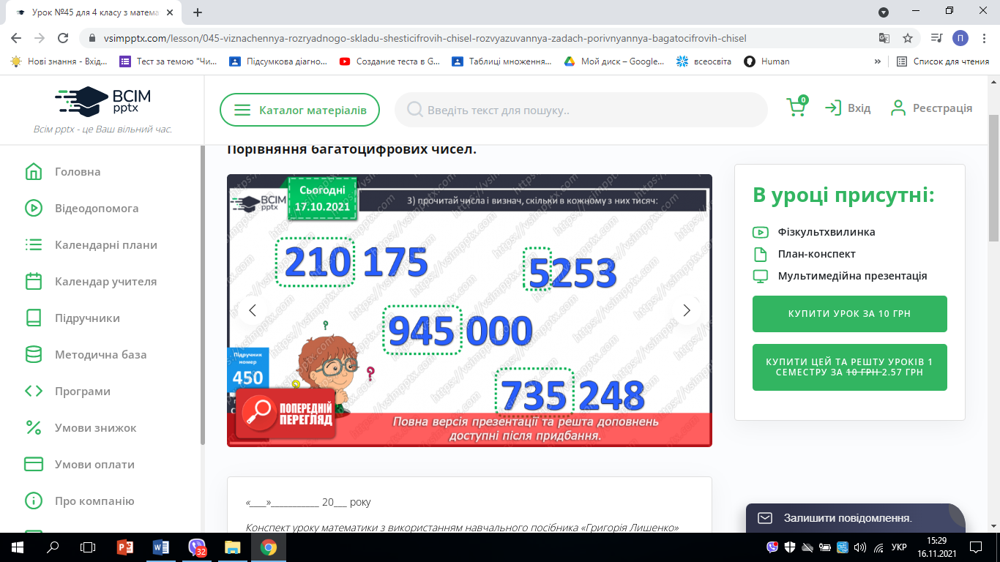 Урок №45 для 4 класу з матема
vsimpptx.com/lesson/045-viznachennya-rozryadnogo-skladu-shesticifrovih-chisel-rozvyazuvannya-zadach-porivnyannya-bagatocifrovih-chisel
П
Нові знання - Вхід...
Тест за темою "Чи...
Підсумкова діагно...
Создание теста в G...
Таблиці множення...
Мой диск – Google...
всеосвіта
Human
»
Список для чтения
ВСІМ
pptx
Всім pptx - це Ваш вільний час.
Каталог матеріалів
Введіть текст для пошуку..
0
Вхід
Реєстрація
Головна
Відеодопомога
Календарні плани
Календар учителя
Підручники
Методична база
Програми
Умови знижок
Умови оплати
Про компанію
Порівняння багатоцифрових чисел.
ВСІМ
pptx
Сьогодні
17.10.2021
3) прочитай числа і визнач, скільки в кожному з них тисяч:
210 175
5253
945 000
735 248
Підручник
номер
450
ПОПЕРЕДНІЙ
ПЕРЕГЛЯД
Повна версія презентації та решта доповнень
доступні після придбання.
https://vsimpptx.com
В уроці присутні:
Фізкультхвилинка
План-конспект
Мультимедійна презентація
КУПИТИ УРОК ЗА 10 ГРН
КУПИТИ ЦЕЙ ТА РЕШТУ УРОКІВ 1
СЕМЕСТРУ ЗА 10 ГРН 2.57 ГРН
«___»__________ 20___ року
Конспект уроку математики з використанням навчального посібника «Григорія Лишенко»
Залишити повідомлення.
32
УКР
15:29
16.11.2021